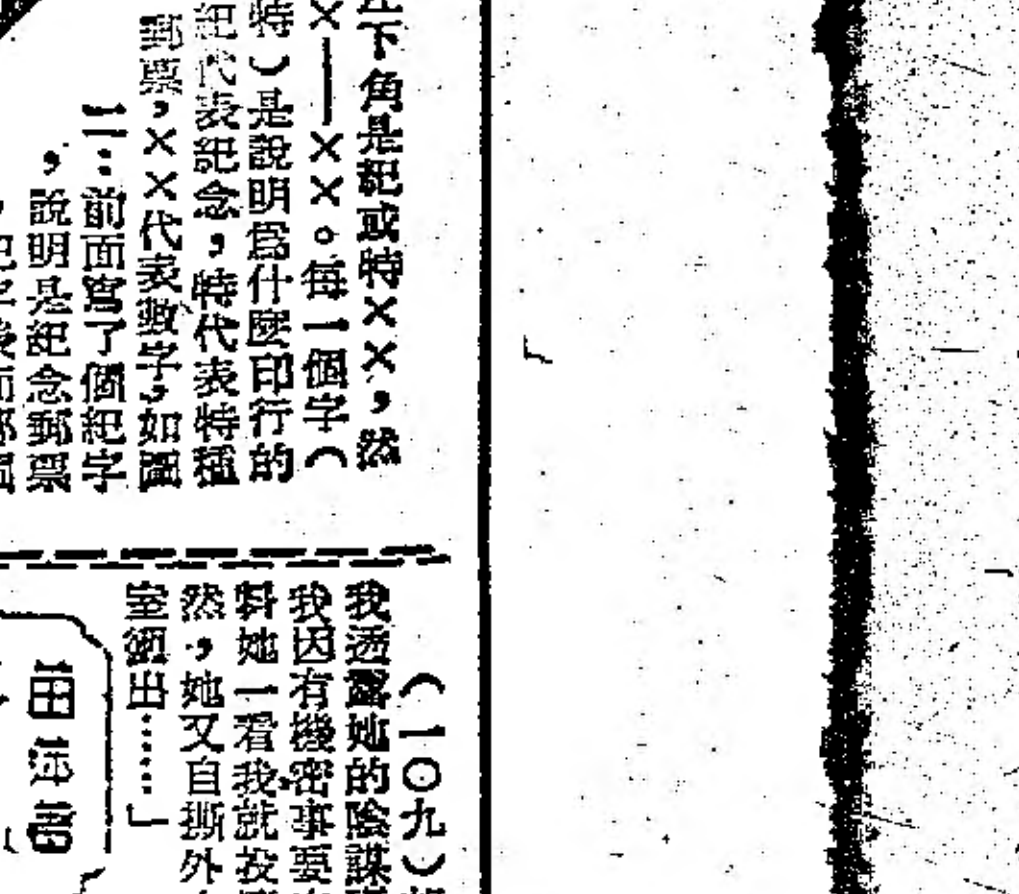 下角是紀或特××，然
×——××。每一個字（
特）是說明爲什麼印行的
紀代表紀念，特代表特種
郵票，××代表數字，如圖
二：前面寫了個紀字
，說明是紀念郵票
（一〇九）
我透露她的陰謀
我因有機密事要
料她一看我就投
然，她又自撕外
室逃出……」